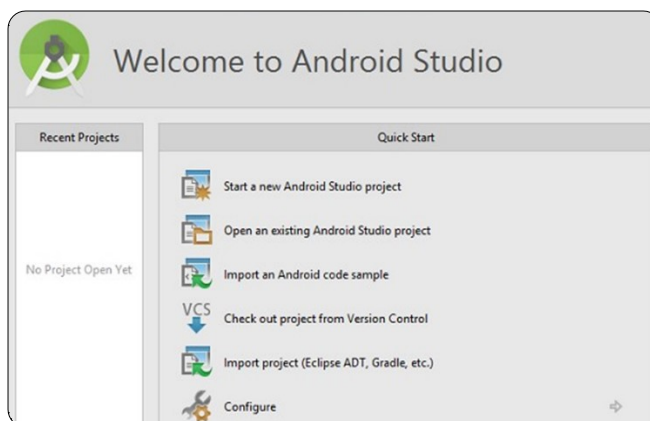 Welcome to Android Studio
Recent Projects
No Project Open Yet
Quick Start
Start a new Android Studio project
Open an existing Android Studio project
Import an Android code sample
VCS
Check out project from Version Control
Import project (Eclipse ADT, Gradle, etc.)
Configure